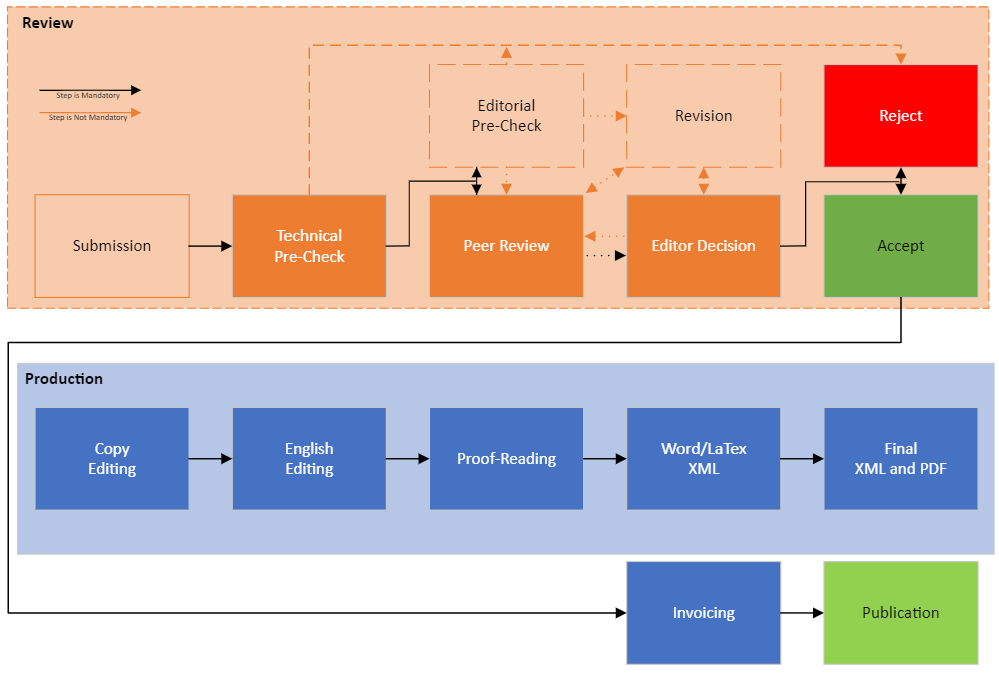 Review
Step is Mandatory
Step is Not Mandatory
Editorial
Pre-Check
Revision
Reject
Submission
Technical
Pre-Check
Peer Review
Editor Decision
Accept
Production
Copy
Editing
English
Editing
Proof-Reading
Word/LaTex
XML
Final
XML and PDF
Invoicing
Publication